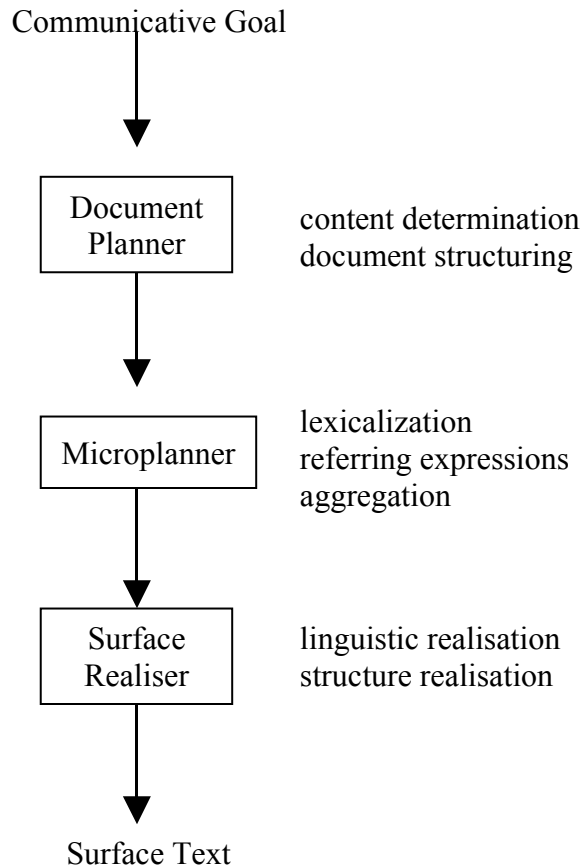 Communicative Goal
Document
Planner
content determination
document structuring
Microplanner
lexicalization
referring expressions
aggregation
Surface
Realiser
linguistic realisation
structure realisation
Surface Text